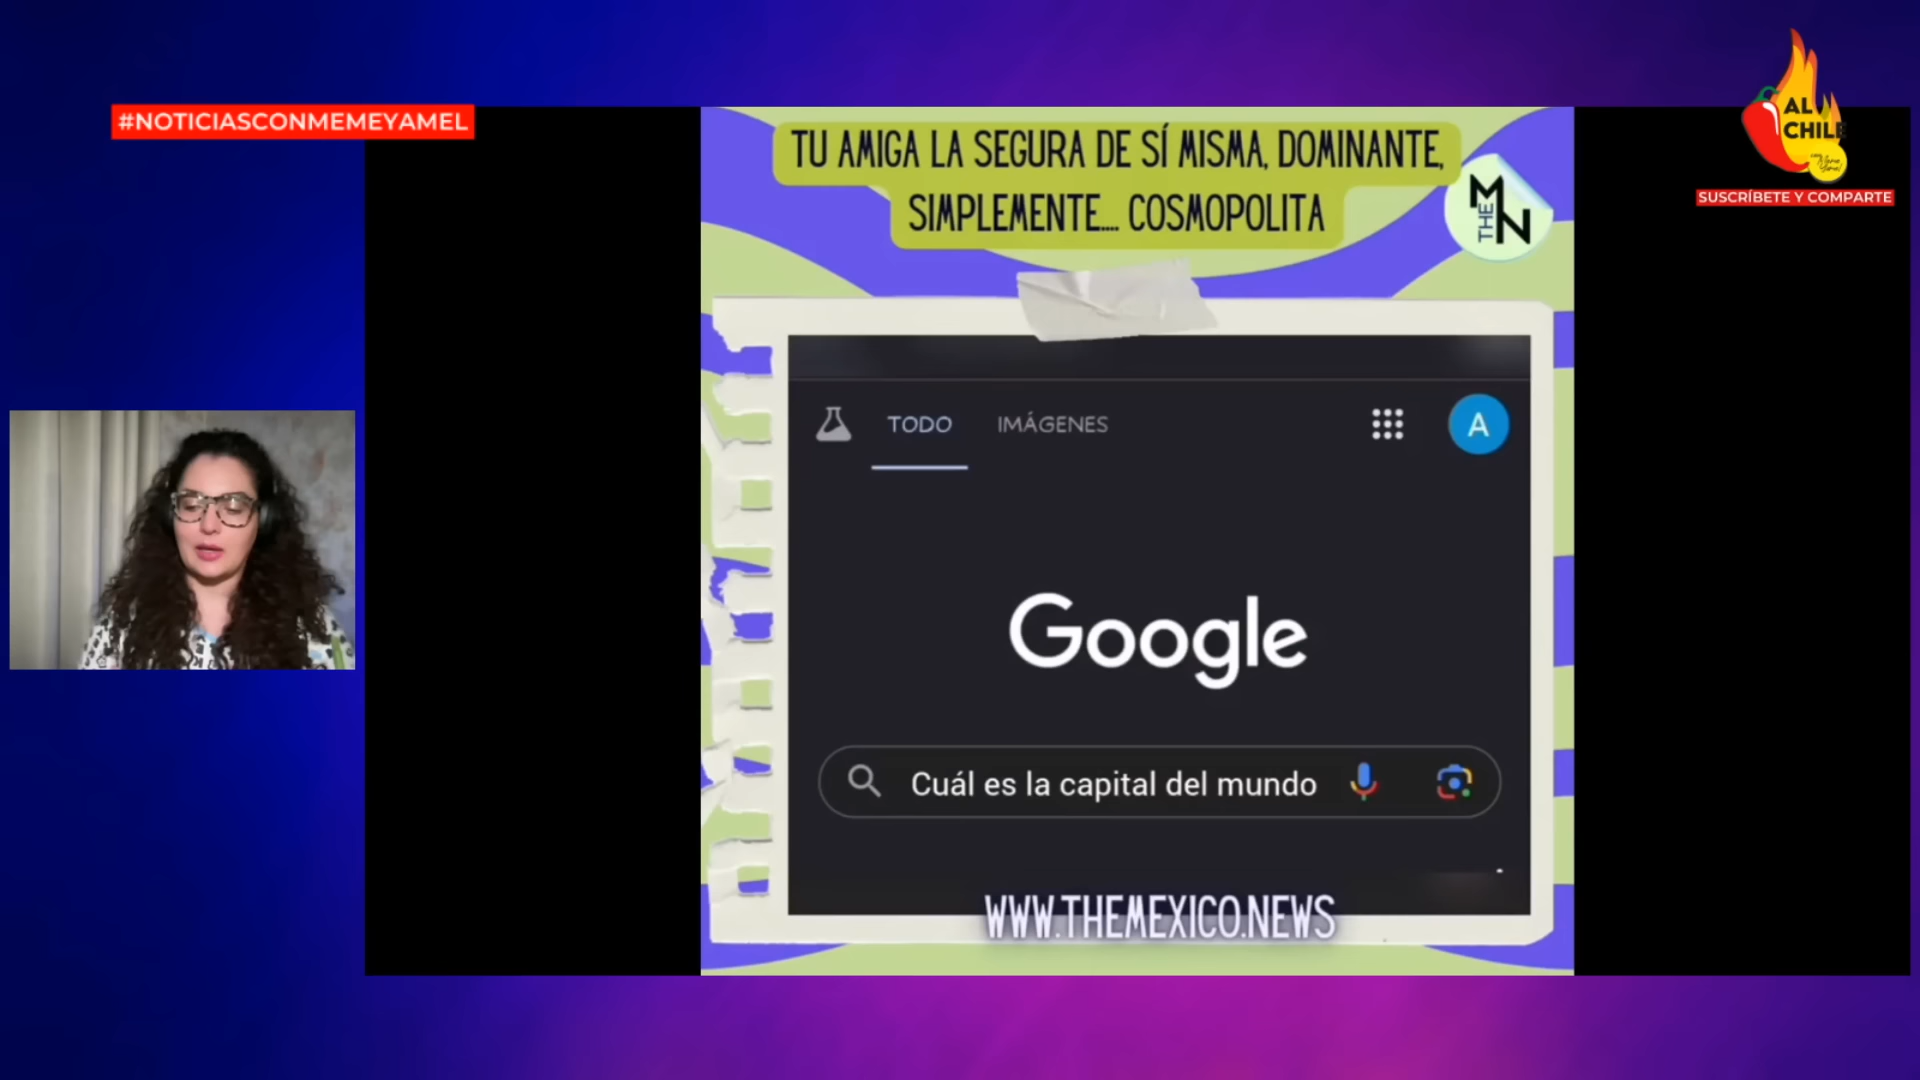 #NOTICIASCONMEMEYAMEL
AL
CHILE
SUSCRÍBETE Y COMPARTE
TU AMIGA LA SEGURA DE SÍ MISMA, DOMINANTE,
SIMPLEMENTE.... COSMOPOLITA
THE MN
TODO IMÁGENES
A
Google
Cuál es la capital del mundo
WWW.THEMEXICO.NEWS